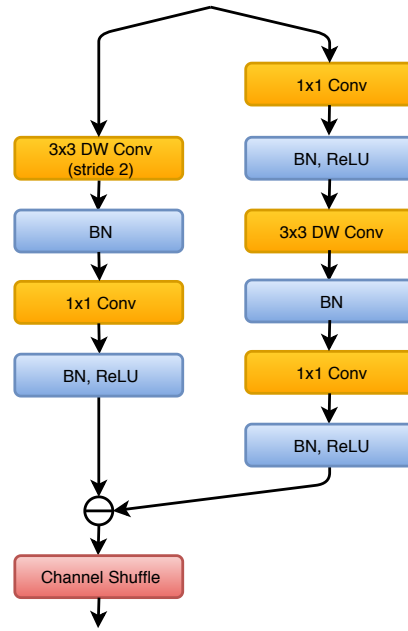 3x3 DW Conv
(stride 2)
BN
1x1 Conv
BN, ReLU
1x1 Conv
BN, ReLU
3x3 DW Conv
BN
1x1 Conv
BN, ReLU
Channel Shuffle